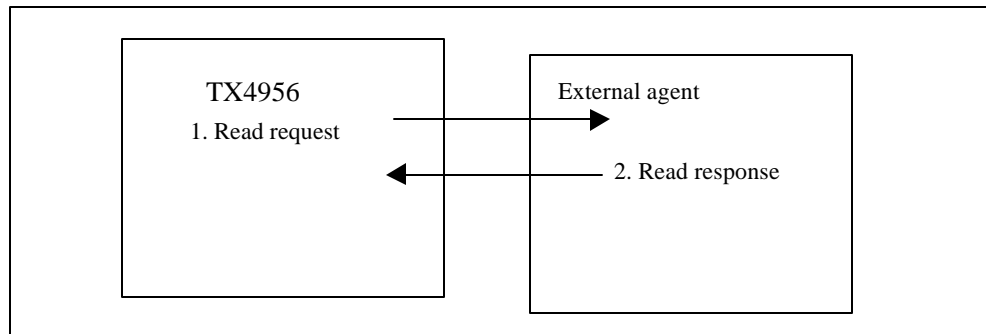 TX4956
1. Read request
External agent
2. Read response